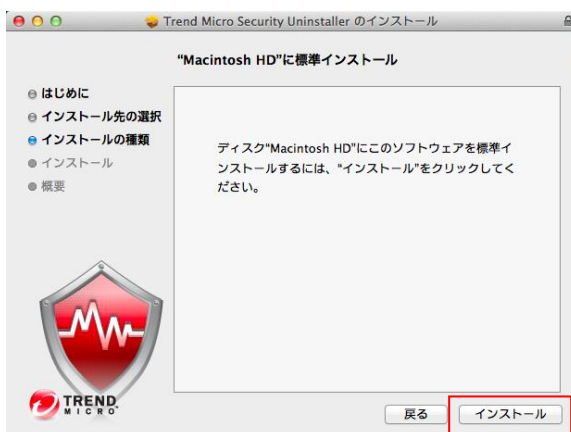 Trend Micro Security Uninstaller のインストール
“Macintosh HD”に標準インストール
はじめに
インストール先の選択
インストールの種類
インストール
概要
ディスク“Macintosh HD”にこのソフトウェアを標準イ
ンストールするには、“インストール”をクリックしてく
ださい。
TREND
MICRO
戻る
インストール